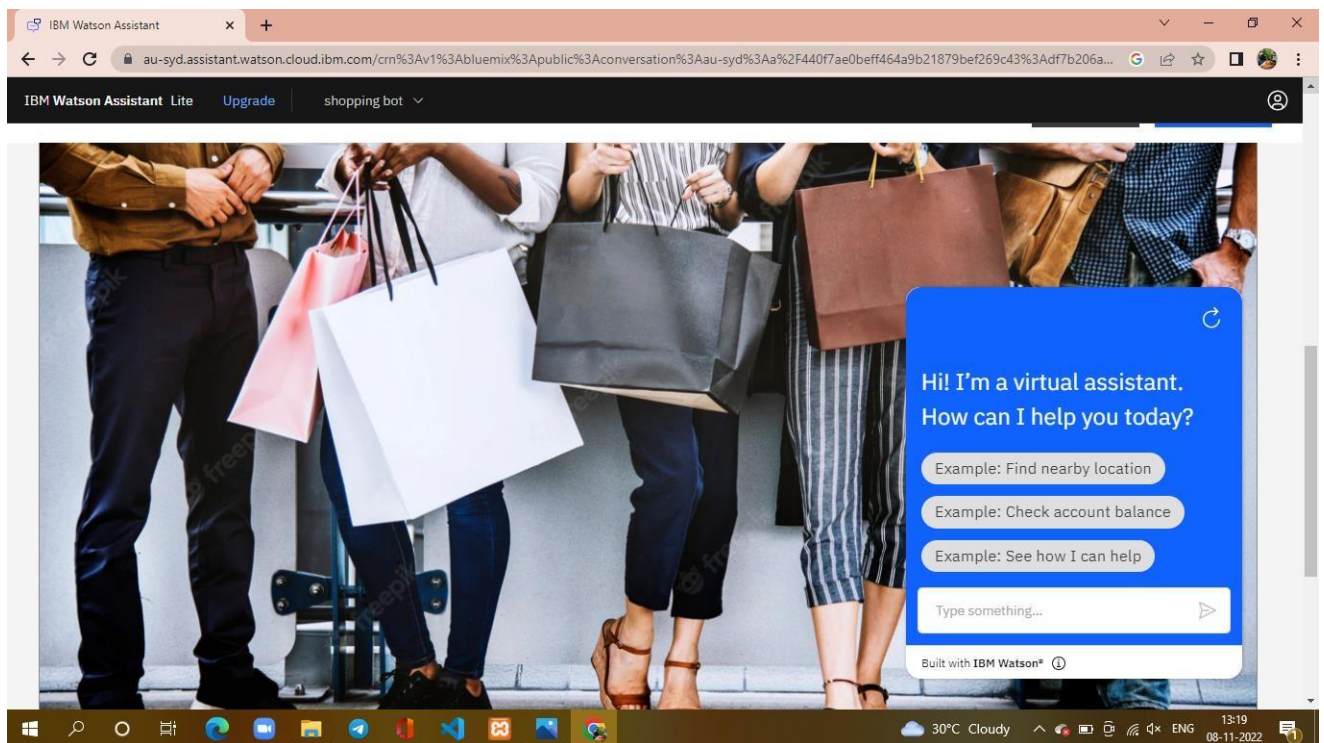 IBM Watson Assistant
au-syd.assistant.watson.cloud.ibm.com/crn%3Av1%3Abluemix%3Apublic%3Aconversation%3Aau-syd%3Aa%2F440f7ae0beff464a9b21879bef269c43%3Adf7b206a...
IBM Watson Assistant Lite Upgrade shopping bot
Hi! I'm a virtual assistant.
How can I help you today?
Example: Find nearby location
Example: Check account balance
Example: See how I can help
Type something...
Built with IBM Watson®
freepik
30°C Cloudy ENG 13:19
08-11-2022